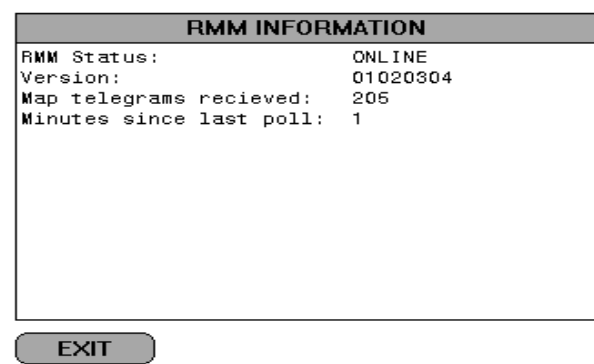 RMM INFORMATION
RMM Status: ONLINE
Version: 01020304
Map telegrams recieved: 205
Minutes since last poll: 1
EXIT